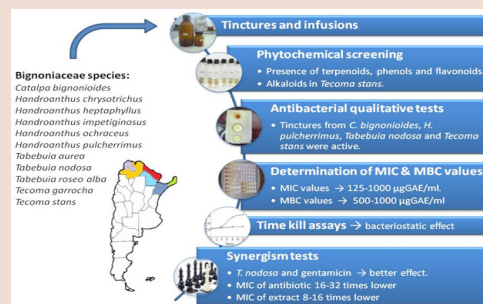 Tinctures and infusions
Phytochemical screening
• Presence of terpenoids, phenols and flavonoids.
• Alkaloids in Tecoma stans.
Bignoniaceae species:
Catalpa bignonioides
Handroanthus chrysotrichus
Handroanthus heptaphyllus
Handroanthus impetiginosus
Handroanthus ochraceus
Handroanthus pulcherrimus
Tabebuia aurea
Tabebuia nodosa
Tabebuia roseo alba
Tecoma garrocha
Tecoma stans
Antibacterial qualitative tests
• Tinctures from C. bignonioides, H.
pulcherrimus, Tabebuia nodosa and Tecoma
stans were active.
Determination of MIC & MBC values
• MIC values → 125-1000 µgGAE/ml.
• MBC values → 500-1000 µgGAE/ml
Time kill assays → bacteriostatic effect
Synergism tests
• T. nodosa and gentamicin → better effect.
• MIC of antibiotic 16-32 times lower
• MIC of extract 8-16 times lower